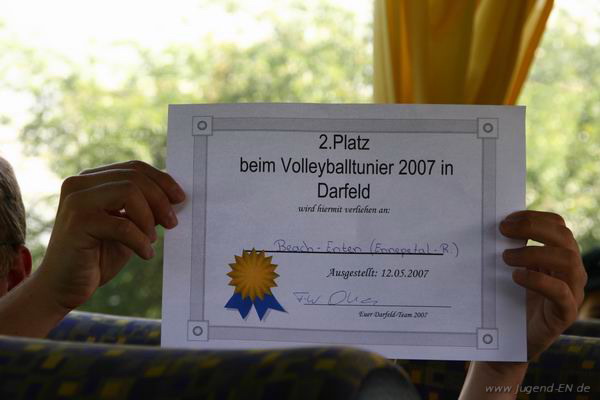 2.Platz
beim Volleyballtunier 2007 in
Darfeld
wird hiermit verliehen an:
Beach-Enten (Ennepetal-R.)
Ausgestellt: 12.05.2007
Euer Darfeld-Team 2007
www.Jugend-EN.de